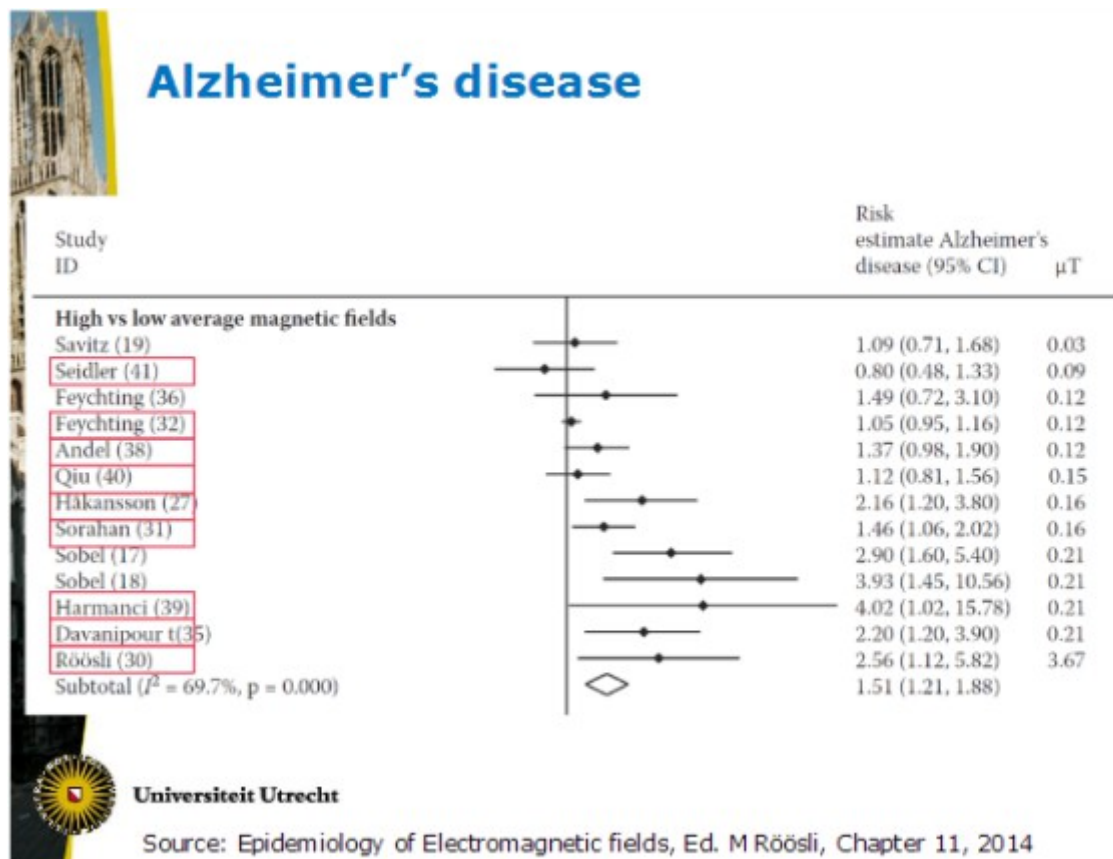 Alzheimer's disease
Risk
Study estimate Alzheimer's
ID disease (95% CI) μT
High vs low average magnetic fields
Savitz (19) 1.09 (0.71, 1.68) 0.03
Seidler (41) 0.80 (0.48, 1.33) 0.09
Feychting (36) 1.49 (0.72, 3.10) 0.12
Feychting (32) 1.05 (0.95, 1.16) 0.12
Andel (38) 1.37 (0.98, 1.90) 0.12
Qiu (40) 1.12 (0.81, 1.56) 0.15
Håkansson (27) 2.16 (1.20, 3.80) 0.16
Sorahan (31) 1.46 (1.06, 2.02) 0.16
Sobel (17) 2.90 (1.60, 5.40) 0.21
Sobel (18) 3.93 (1.45, 10.56) 0.21
Harmanci (39) 4.02 (1.02, 15.78) 0.21
Davanipour t(35) 2.20 (1.20, 3.90) 0.21
Röösli (30) 2.56 (1.12, 5.82) 3.67
Subtotal (I² = 69.7%, p = 0.000) 1.51 (1.21, 1.88)
Universiteit Utrecht
Source: Epidemiology of Electromagnetic fields, Ed. M Röösli, Chapter 11, 2014